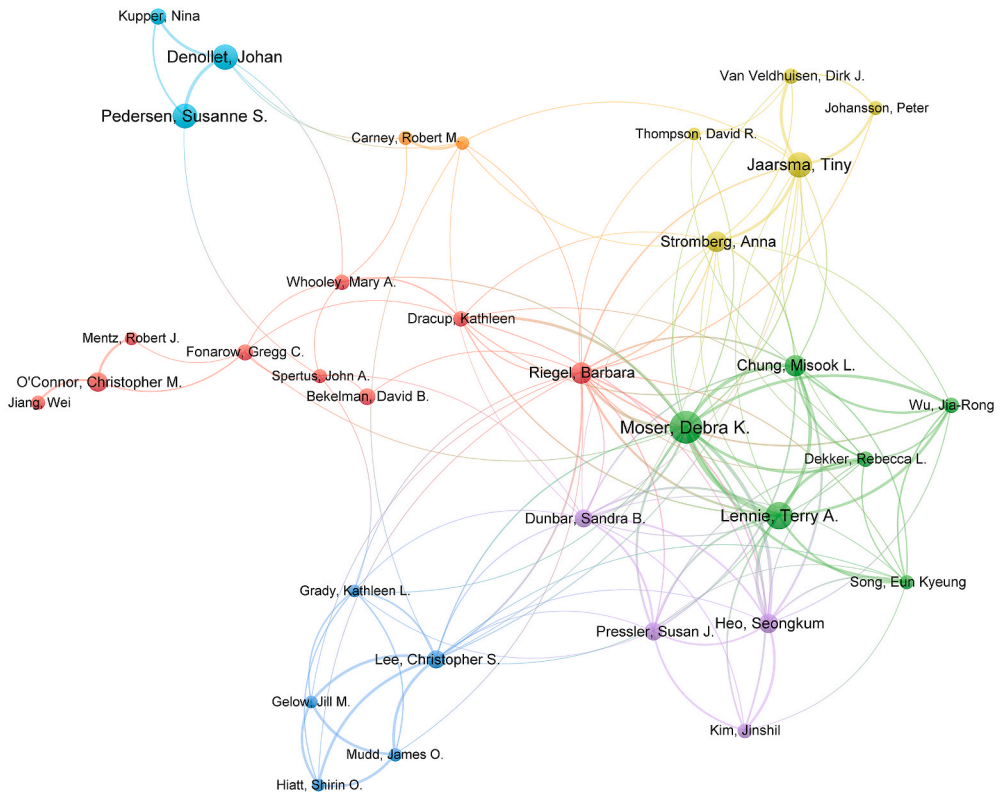 Kupper, Nina
Denollet, Johan
Pedersen, Susanne S.
Van Veldhuisen, Dirk J.
Johansson, Peter
Thompson, David R.
Carney, Robert M.
Jaarsma, Tiny
Stromberg, Anna
Whooley, Mary A.
Dracup, Kathleen
Mentz, Robert J.
Fonarow, Gregg C.
O'Connor, Christopher M.
Jiang, Wei
Spertus, John A.
Bekelman, David B.
Riegel, Barbara
Chung, Misook L.
Wu, Jia-Rong
Moser, Debra K.
Dekker, Rebecca L.
Dunbar, Sandra B.
Lennie, Terry A.
Song, Eun Kyeung
Grady, Kathleen L.
Pressler, Susan J.
Heo, Seongkum
Lee, Christopher S.
Gelow, Jill M.
Kim, Jinshil
Mudd, James O.
Hiatt, Shirin O.